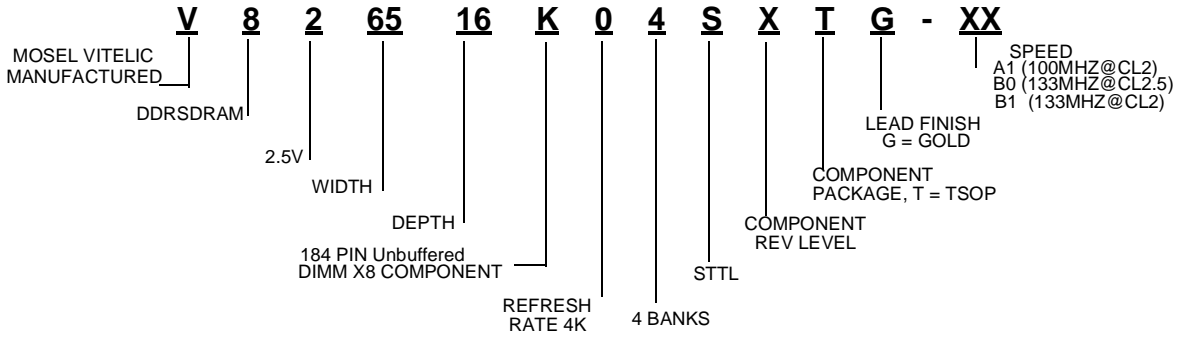 V 8 2 65 16 K 0 4 S X T G - XX
MOSEL VITELIC
MANUFACTURED
SPEED
A1 (100MHZ@CL2)
B0 (133MHZ@CL2.5)
B1 (133MHZ@CL2)
DDRSDRAM
LEAD FINISH
G = GOLD
2.5V
WIDTH
COMPONENT
PACKAGE, T = TSOP
DEPTH
COMPONENT
REV LEVEL
184 PIN Unbuffered
DIMM X8 COMPONENT
STTL
REFRESH
RATE 4K
4 BANKS